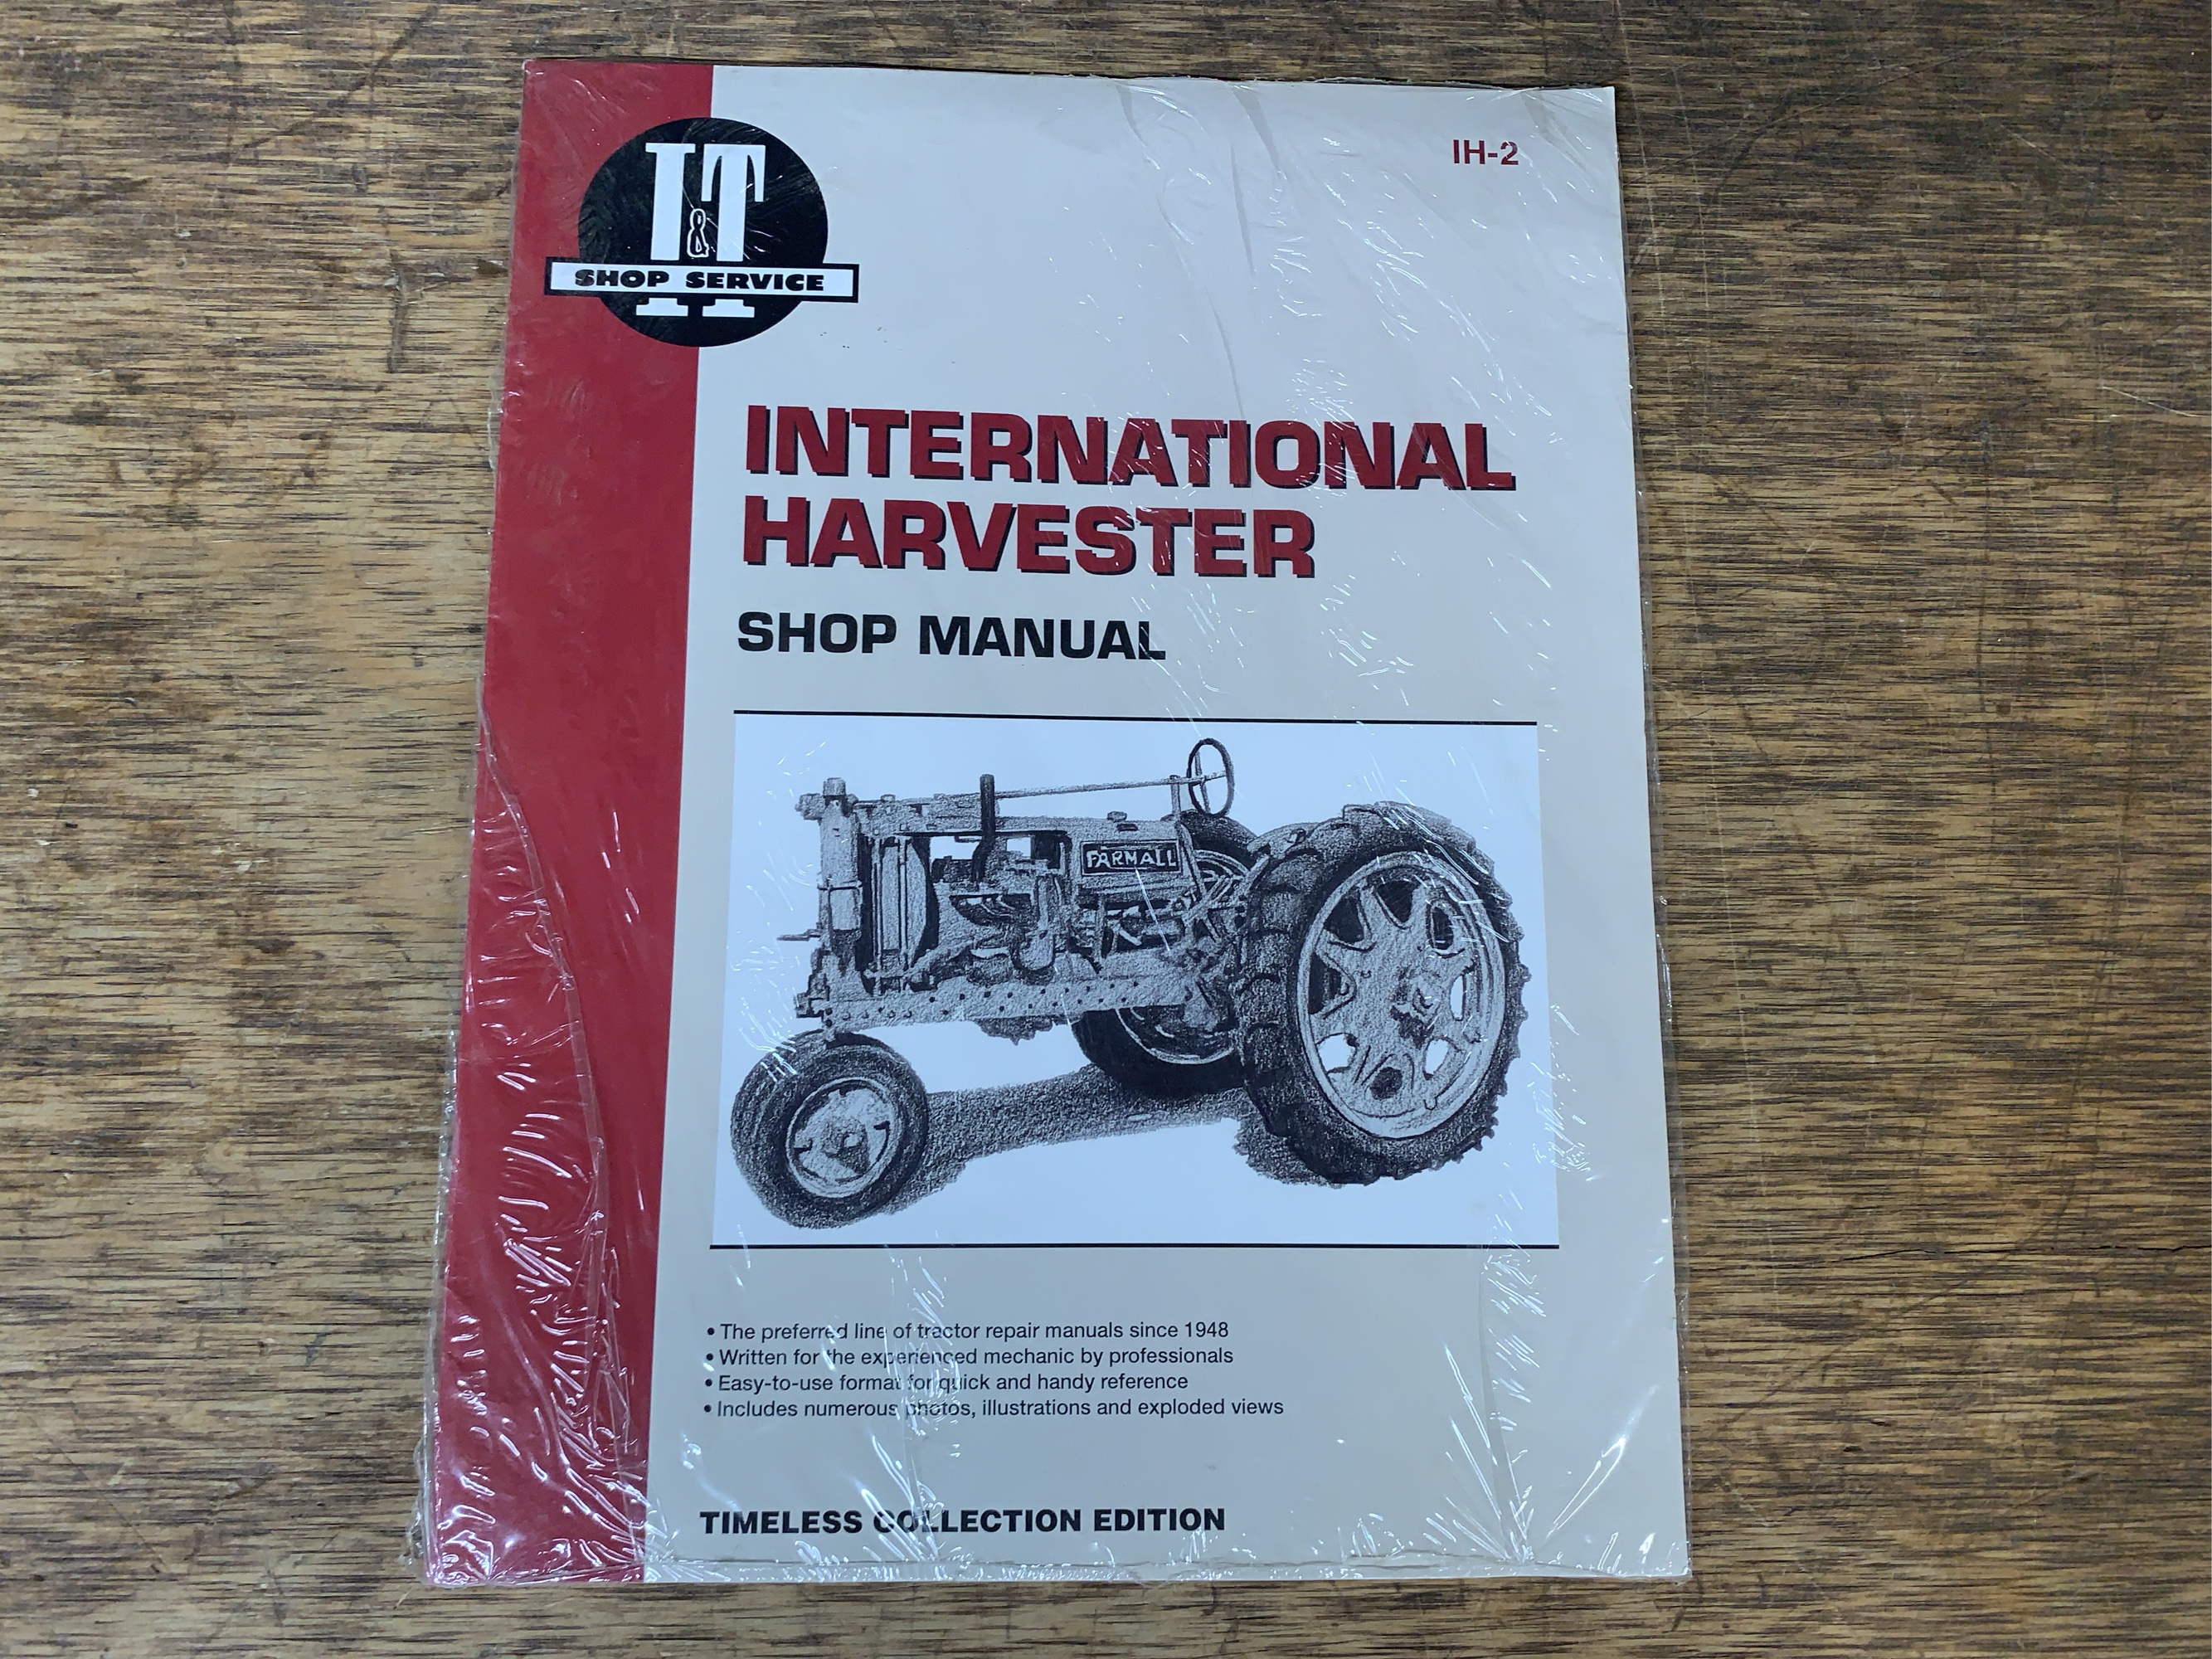 I&T
SHOP SERVICE
IH-2
INTERNATIONAL
HARVESTER
SHOP MANUAL
FARMALL
• The preferred line of tractor repair manuals since 1948
• Written for the experienced mechanic by professionals
• Easy-to-use format for quick and handy reference
• Includes numerous photos, illustrations and exploded views
TIMELESS COLLECTION EDITION